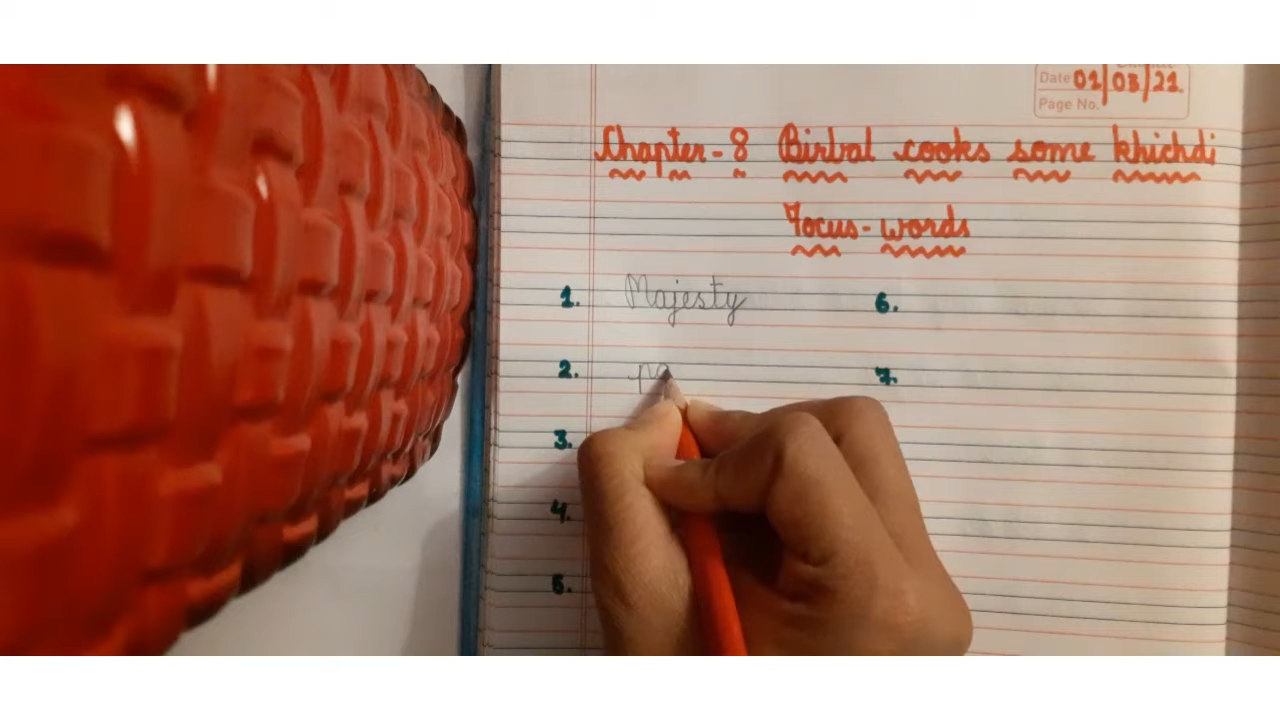 Date 01/03/21.
Page No.
Chapter-8 Birbal cooks some khichdi
Focus-words
1. Majesty 6.
2. pa 7.
3.
4.
5.